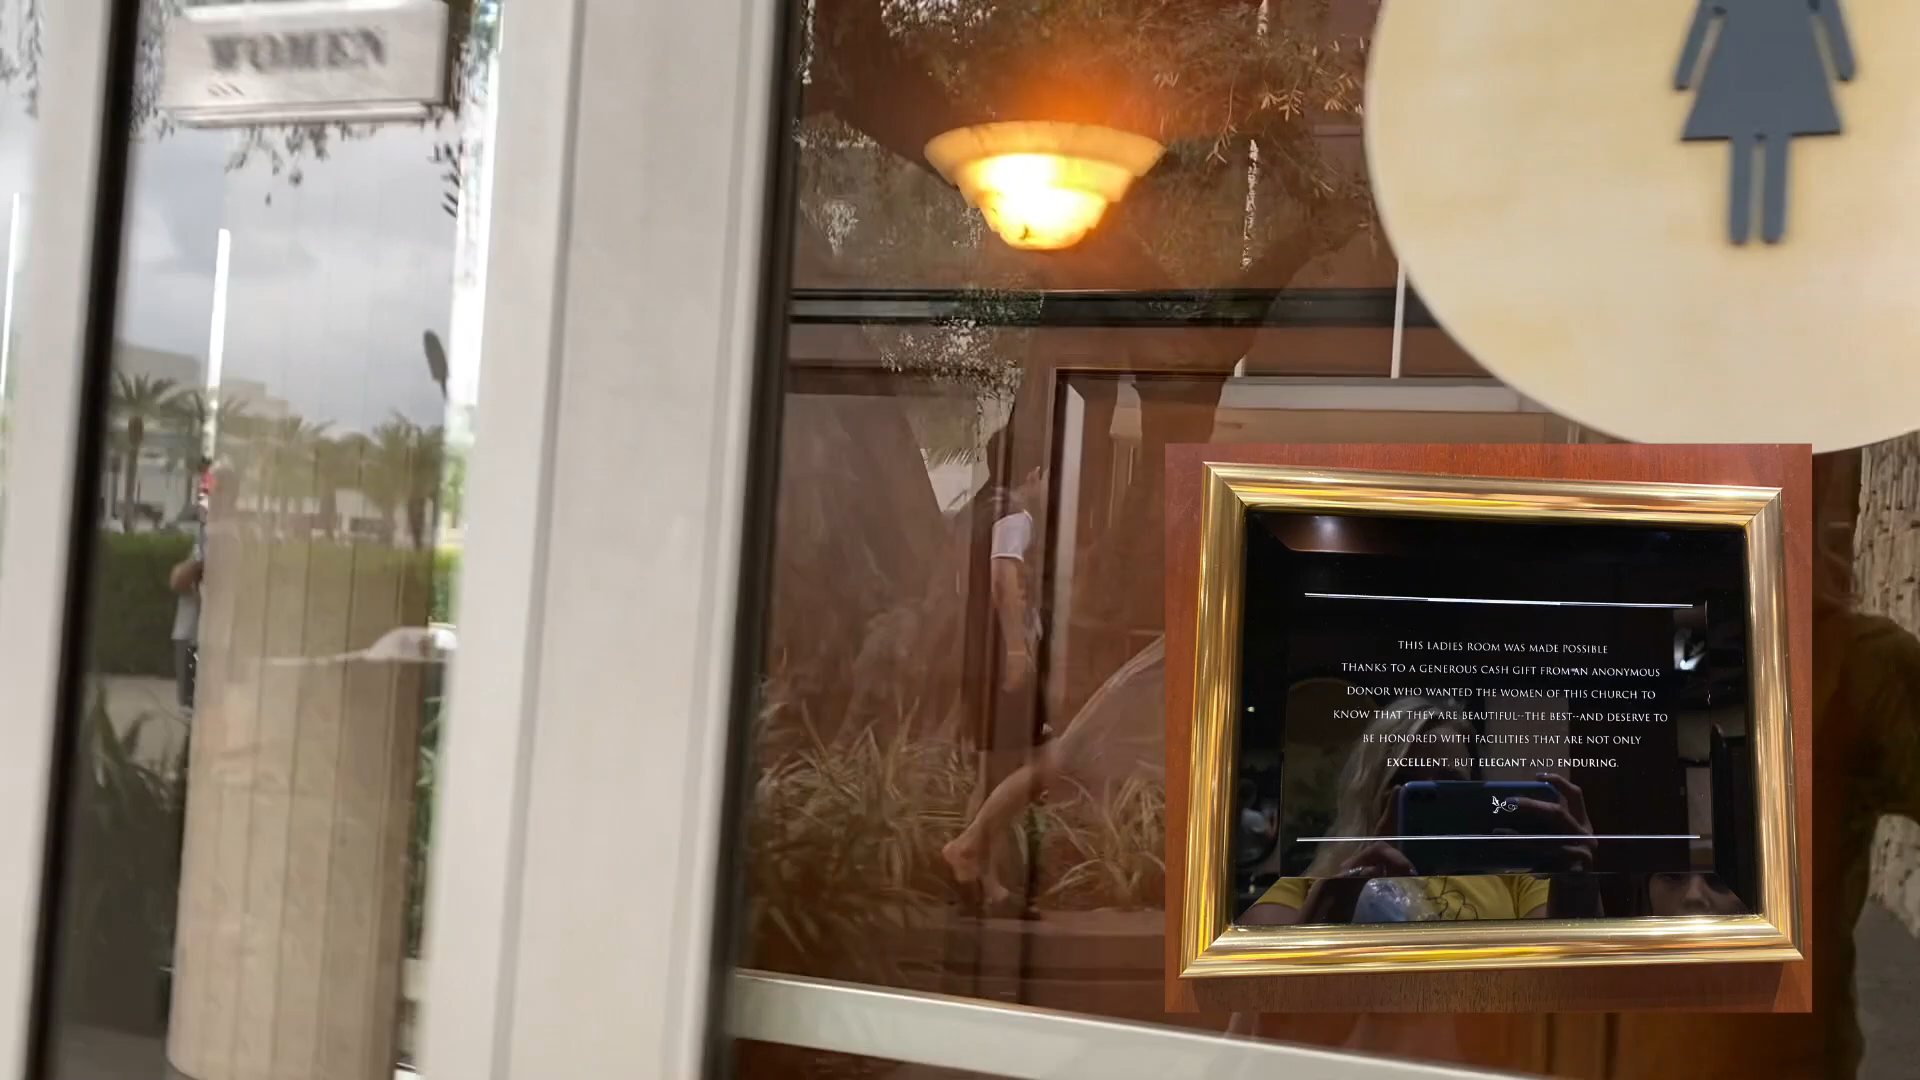 WOMEN
THIS LADIES ROOM WAS MADE POSSIBLE
THANKS TO A GENEROUS CASH GIFT FROM AN ANONYMOUS
DONOR WHO WANTED THE WOMEN OF THIS CHURCH TO
KNOW THAT THEY ARE BEAUTIFUL--THE BEST--AND DESERVE TO
BE HONORED WITH FACILITIES THAT ARE NOT ONLY
EXCELLENT, BUT ELEGANT AND ENDURING.